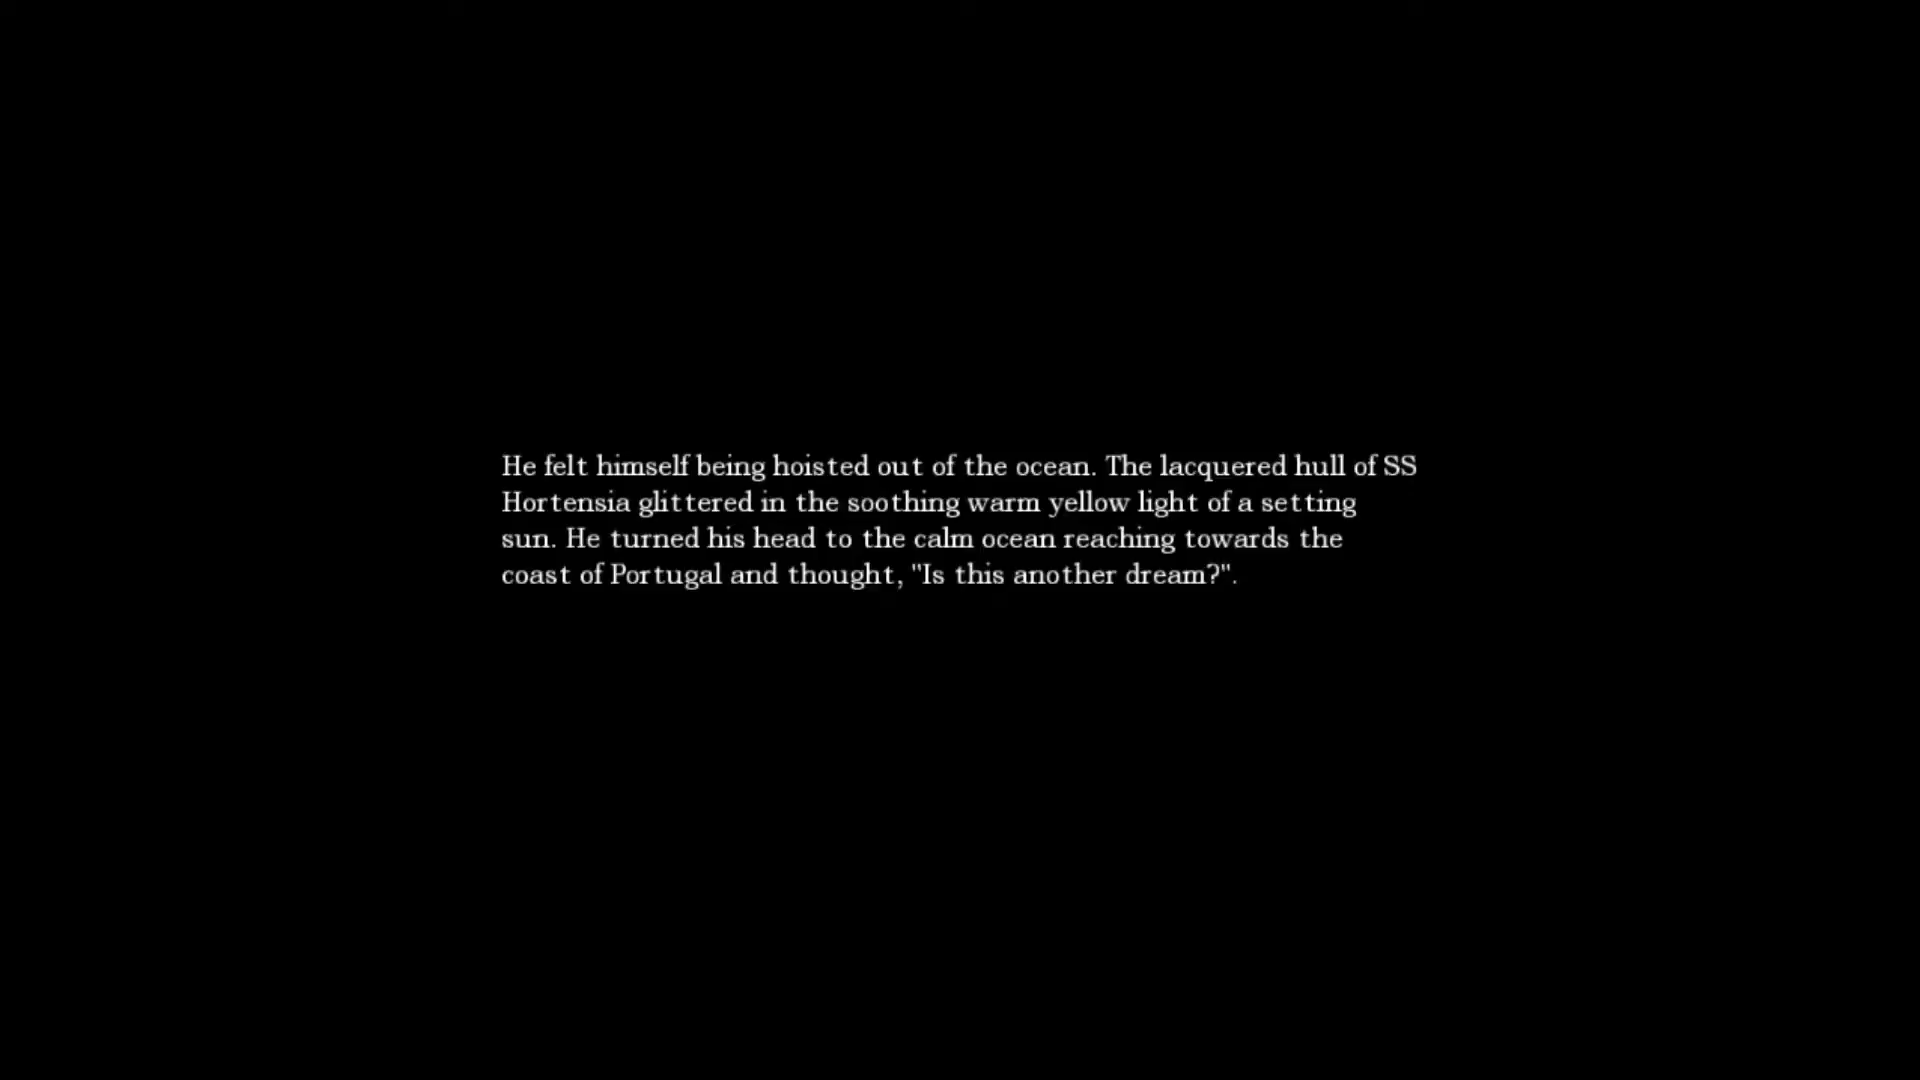 He felt himself being hoisted out of the ocean. The lacquered hull of SS
Hortensia glittered in the soothing warm yellow light of a setting
sun. He turned his head to the calm ocean reaching towards the
coast of Portugal and thought, "Is this another dream?".